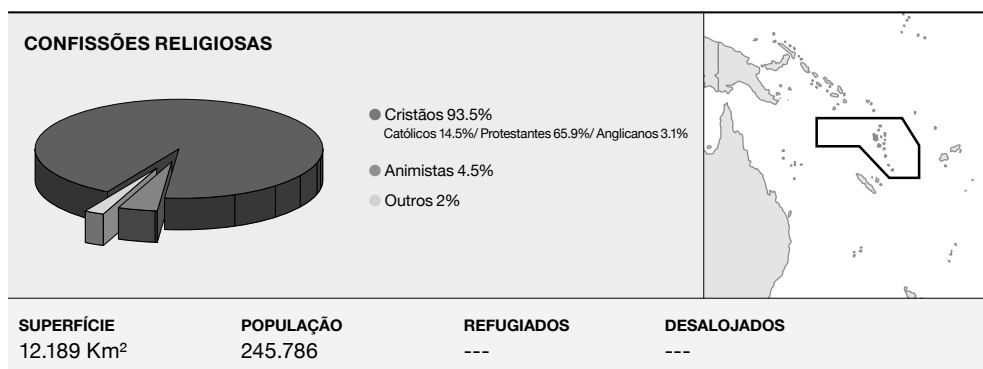 CONFISSÕES RELIGIOSAS
Cristãos 93.5%
Católicos 14.5%/ Protestantes 65.9%/ Anglicanos 3.1%
Animistas 4.5%
Outros 2%
SUPERFÍCIE
12.189 Km²
POPULAÇÃO
245.786
REFUGIADOS
---
DESALOJADOS
---